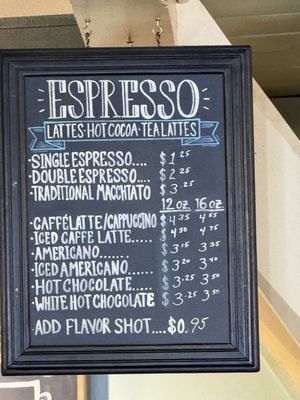 ESPRESSO
LATTES·HOT COCOA·TEA LATTES
·SINGLE ESPRESSO.... $1.25
·DOUBLE ESPRESSO.... $2.25
·TRADITIONAL MACCHIATO $3.25
12 OZ 16 OZ
·CAFFÉ LATTE/CAPPUCCINO $4.35 4.55
·ICED CAFFE LATTE..... $4.50 4.75
·AMERICANO....... $3.15 3.35
·ICED AMERICANO..... $3.20 3.40
·HOT CHOCOLATE...... $3.25 3.50
·WHITE HOT CHOCOLATE $3.25 3.50
ADD FLAVOR SHOT....$0.95